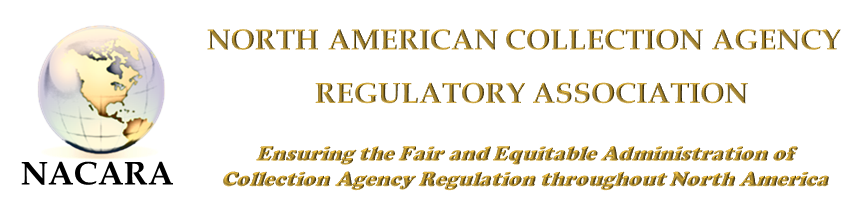 NORTH AMERICAN COLLECTION AGENCY
REGULATORY ASSOCIATION
Ensuring the Fair and Equitable Administration of
Collection Agency Regulation throughout North America
NACARA